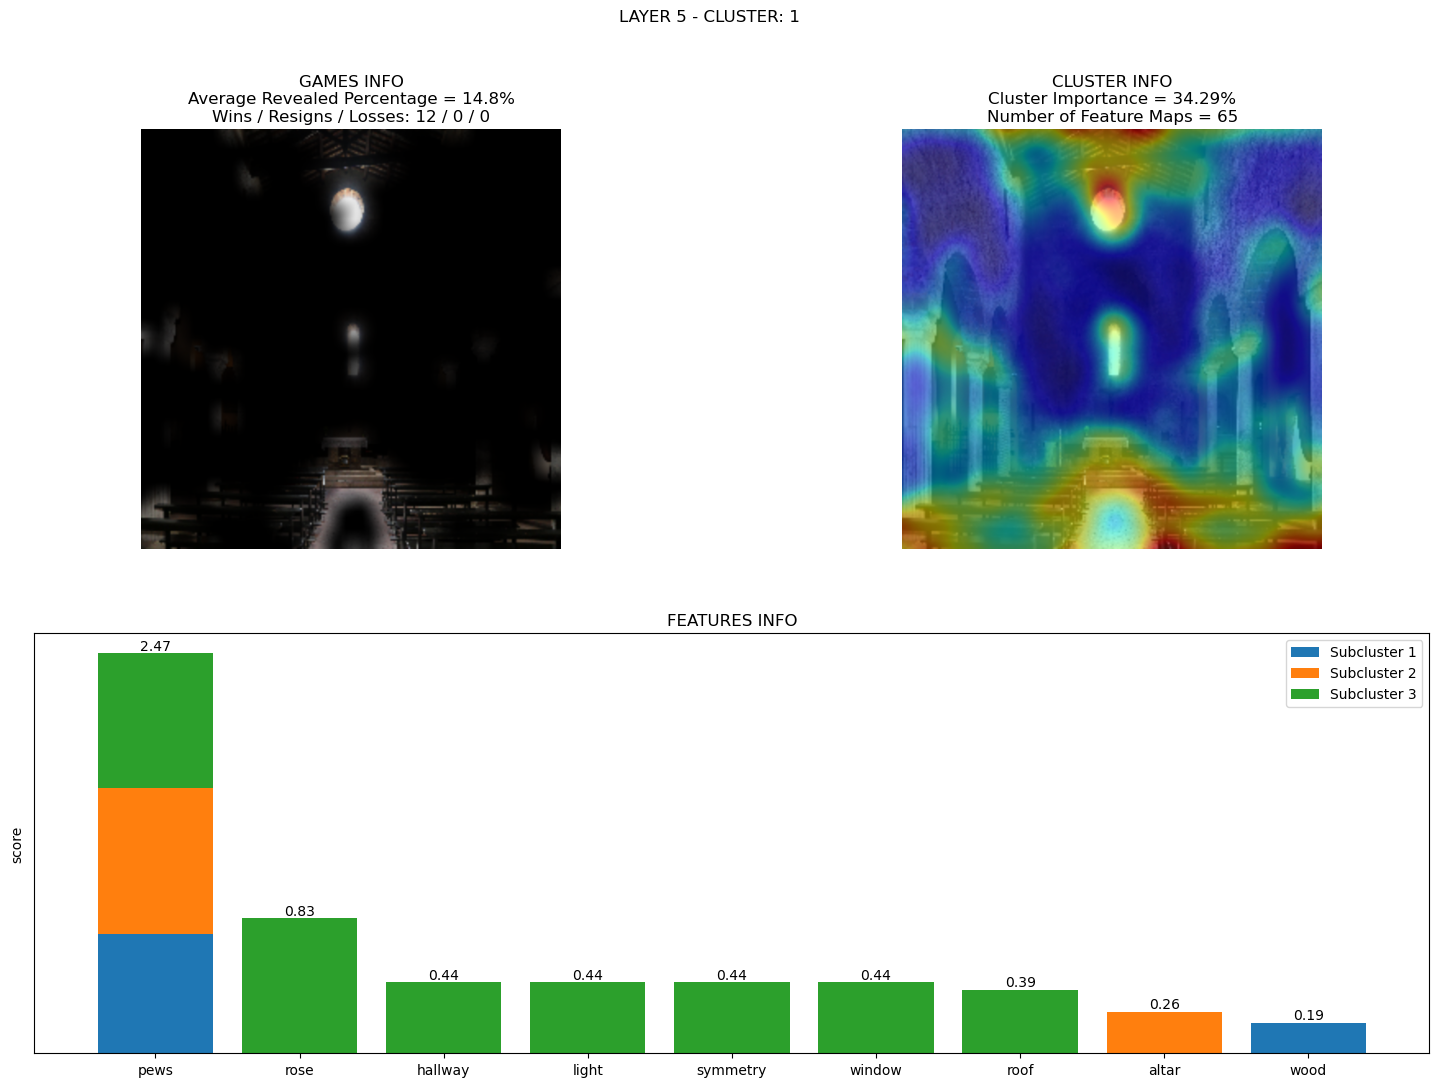 LAYER 5 - CLUSTER: 1
GAMES INFO
Average Revealed Percentage = 14.8%
Wins / Resigns / Losses: 12 / 0 / 0
CLUSTER INFO
Cluster Importance = 34.29%
Number of Feature Maps = 65
FEATURES INFO
score
2.47
0.83
0.44
0.44
0.44
0.44
0.39
0.26
0.19
Subcluster 1
Subcluster 2
Subcluster 3
pews rose hallway light symmetry window roof altar wood